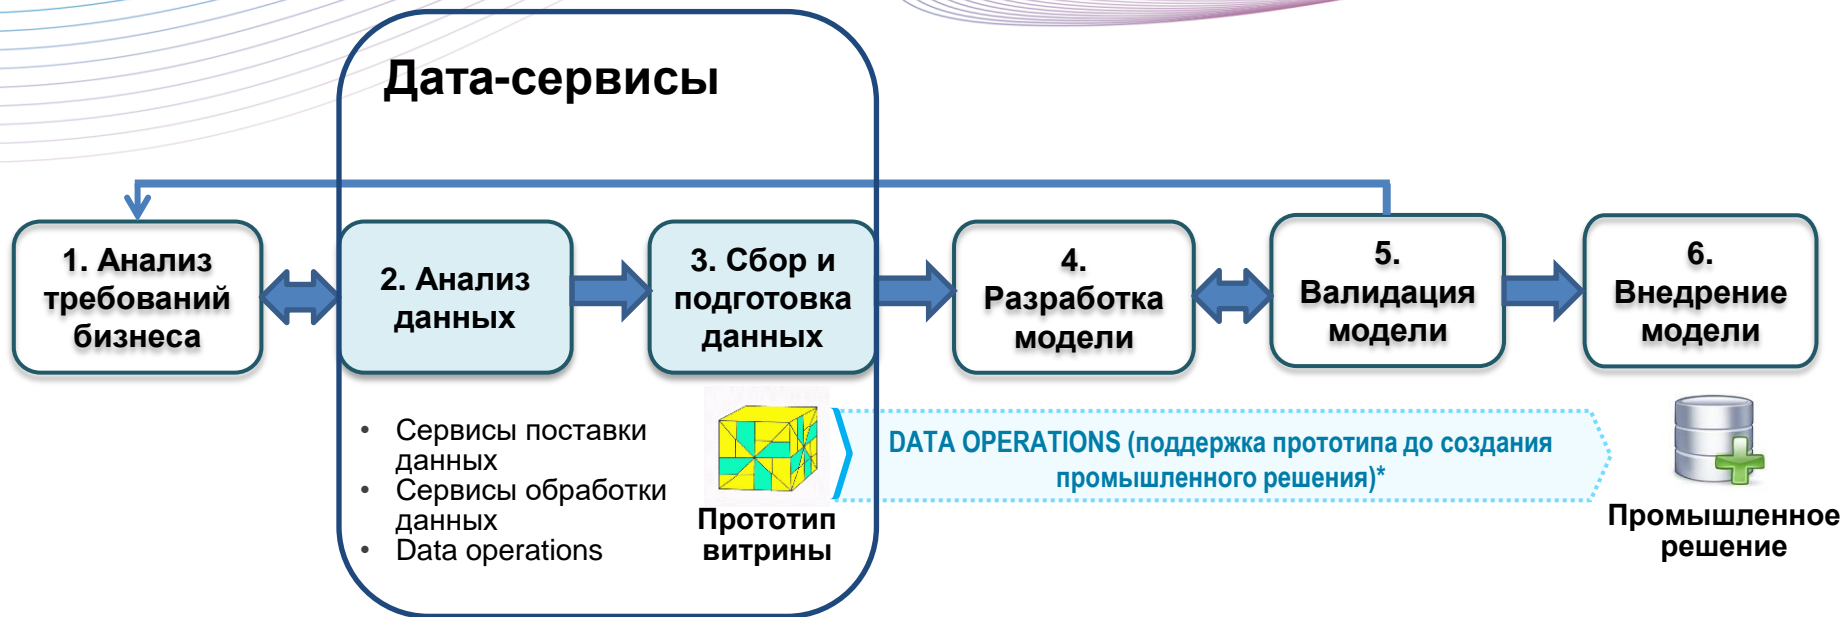 Дата-сервисы
1. Анализ
требований
бизнеса
2. Анализ
данных
3. Сбор и
подготовка
данных
4.
Разработка
модели
5.
Валидация
модели
6.
Внедрение
модели
• Сервисы поставки
данных
• Сервисы обработки
данных
• Data operations
Прототип
витрины
DATA OPERATIONS (поддержка прототипа до создания
промышленного решения)*
Промышленное
решение